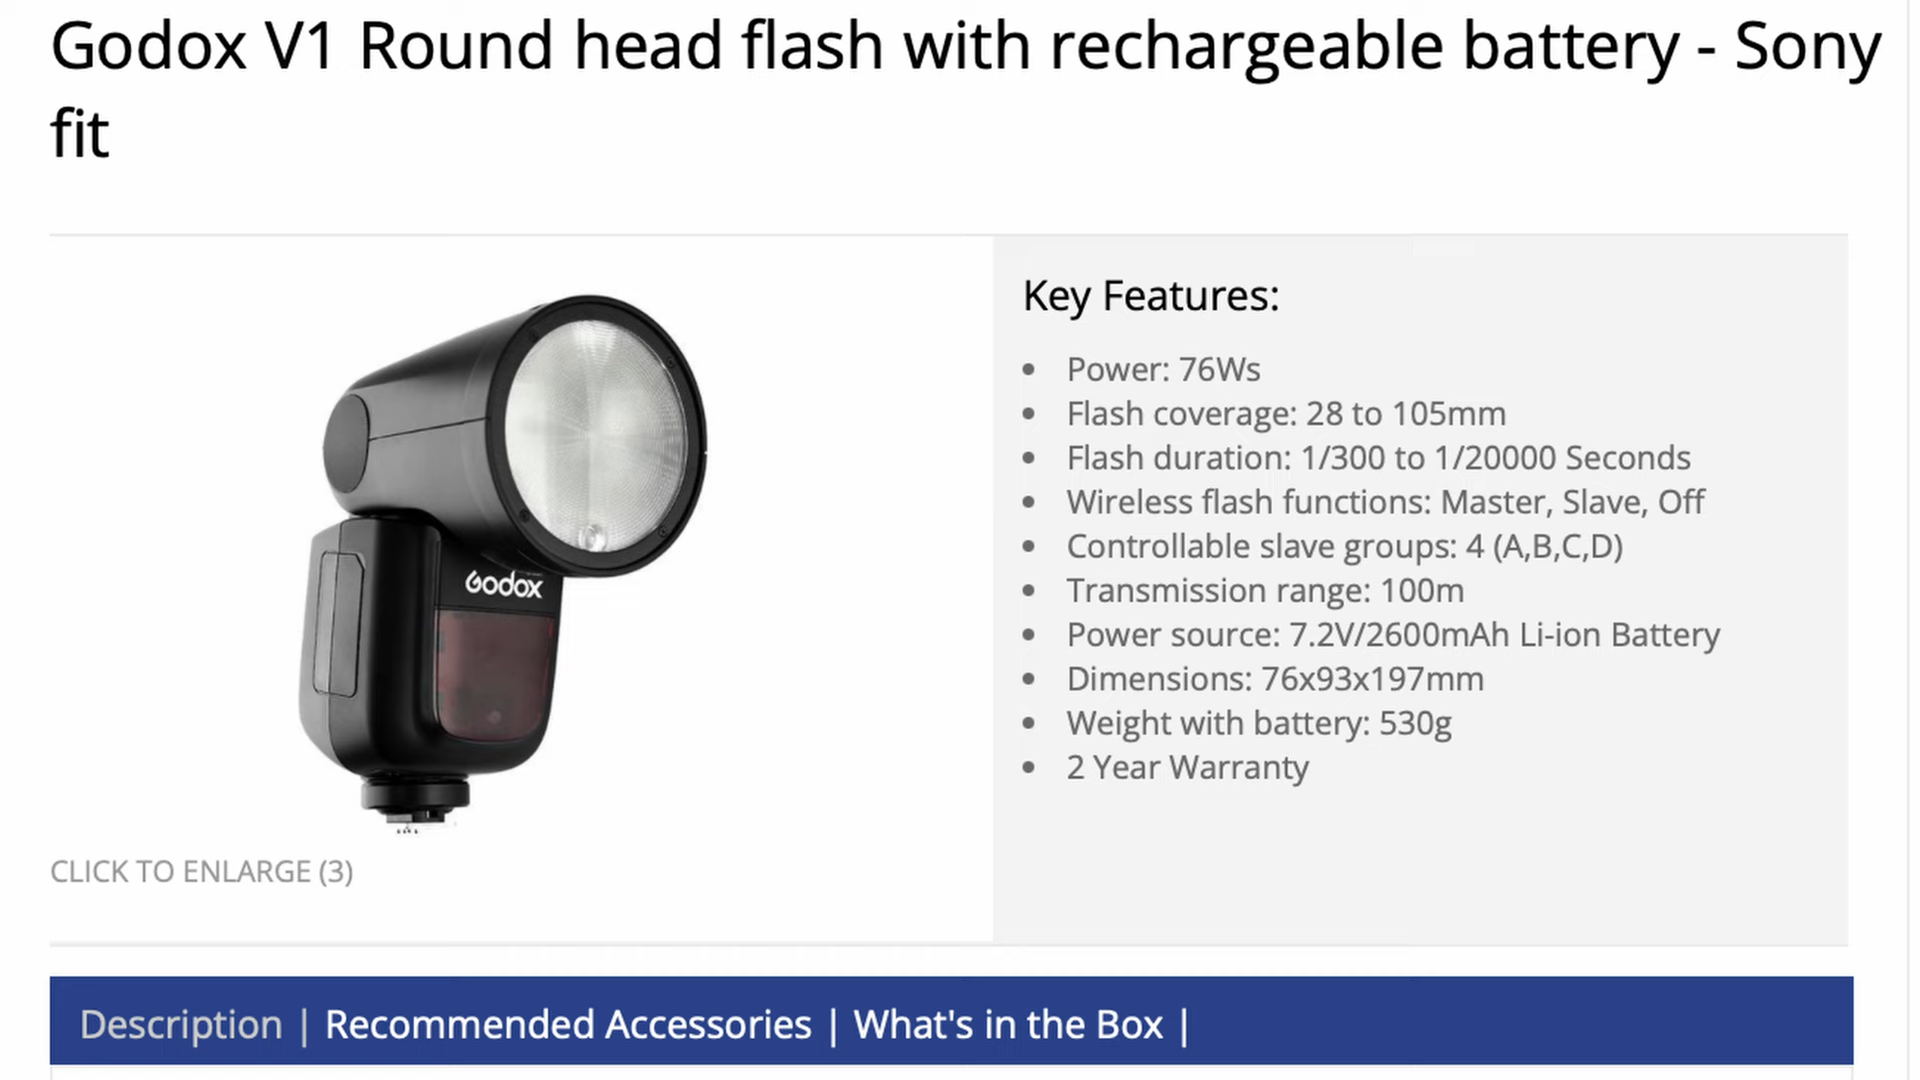 Godox V1 Round head flash with rechargeable battery - Sony
fit
Godox
CLICK TO ENLARGE (3)
Key Features:
• Power: 76Ws
• Flash coverage: 28 to 105mm
• Flash duration: 1/300 to 1/20000 Seconds
• Wireless flash functions: Master, Slave, Off
• Controllable slave groups: 4 (A,B,C,D)
• Transmission range: 100m
• Power source: 7.2V/2600mAh Li-ion Battery
• Dimensions: 76x93x197mm
• Weight with battery: 530g
• 2 Year Warranty
Description | Recommended Accessories | What's in the Box |